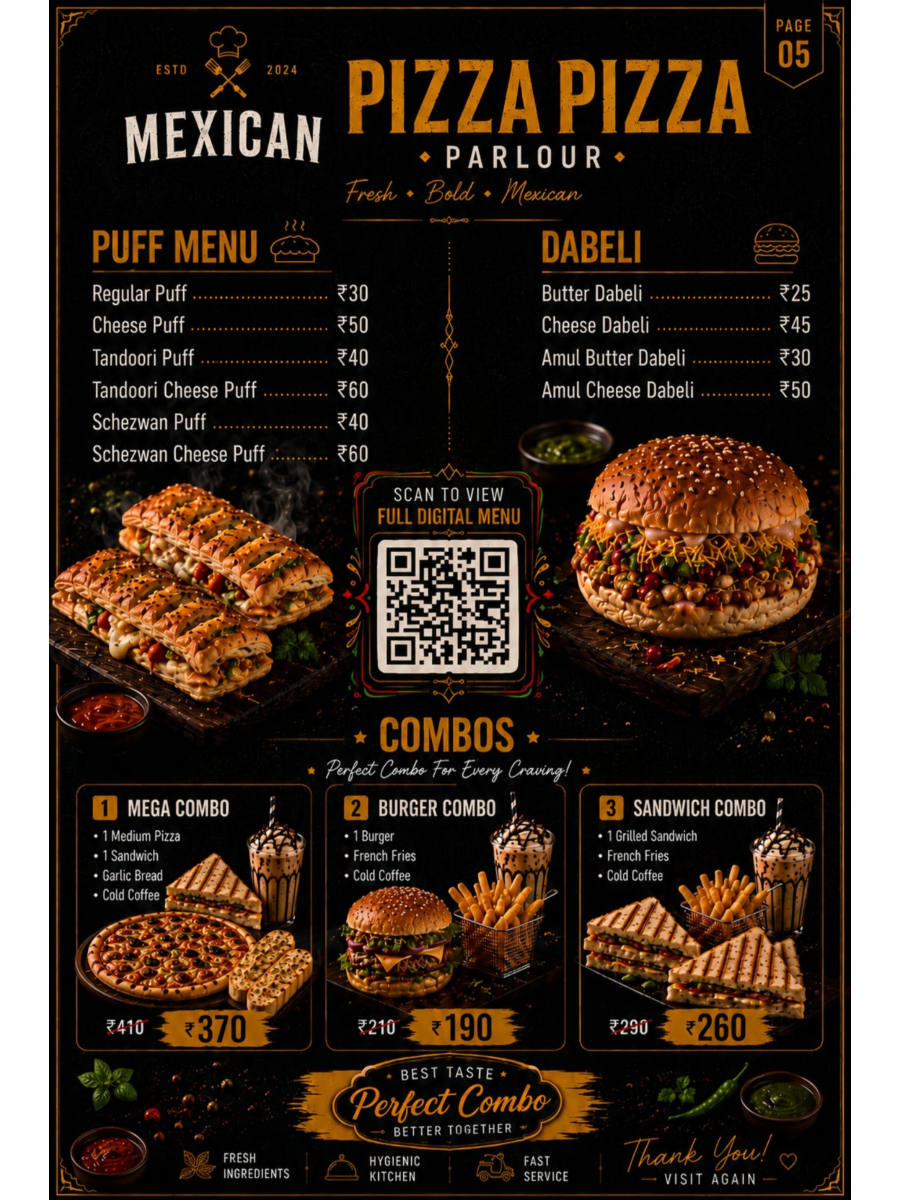 PAGE
05
ESTD 2024
MEXICAN
PIZZA PIZZA
PARLOUR
Fresh • Bold • Mexican
PUFF MENU
Regular Puff ₹30
Cheese Puff ₹50
Tandoori Puff ₹40
Tandoori Cheese Puff ₹60
Schezwan Puff ₹40
Schezwan Cheese Puff ₹60
DABELI
Butter Dabeli ₹25
Cheese Dabeli ₹45
Amul Butter Dabeli ₹30
Amul Cheese Dabeli ₹50
SCAN TO VIEW
FULL DIGITAL MENU
COMBOS
Perfect Combo For Every Craving!
1 MEGA COMBO
• 1 Medium Pizza
• 1 Sandwich
• Garlic Bread
• Cold Coffee
₹410 ₹370
2 BURGER COMBO
• 1 Burger
• French Fries
• Cold Coffee
₹210 ₹190
3 SANDWICH COMBO
• 1 Grilled Sandwich
• French Fries
• Cold Coffee
₹290 ₹260
BEST TASTE
Perfect Combo
BETTER TOGETHER
FRESH
INGREDIENTS
HYGIENIC
KITCHEN
FAST
SERVICE
Thank You!
VISIT AGAIN